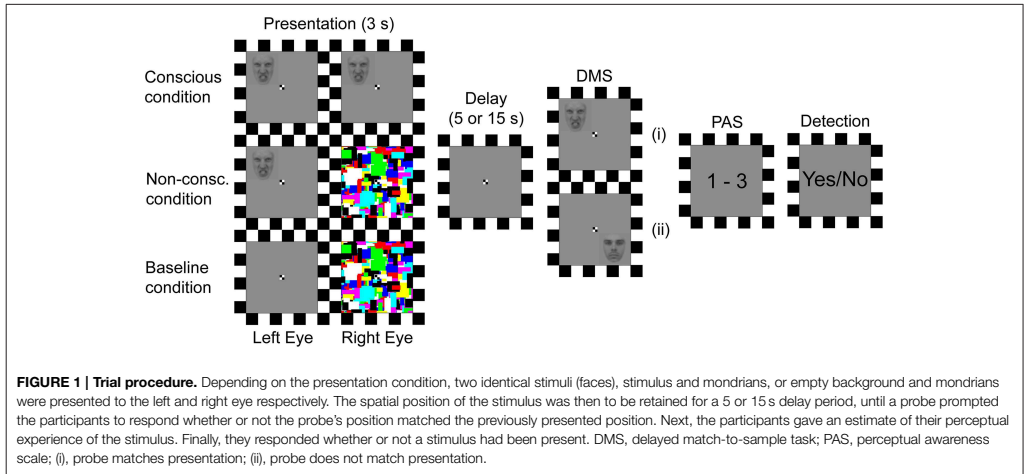 Presentation (3 s)
Conscious
condition
Non-consc.
condition
Baseline
condition
Left Eye
Right Eye
Delay
(5 or 15 s)
DMS
(i)
(ii)
PAS
1 - 3
Detection
Yes/No
FIGURE 1 | Trial procedure. Depending on the presentation condition, two identical stimuli (faces), stimulus and mondrians, or empty background and mondrians
were presented to the left and right eye respectively. The spatial position of the stimulus was then to be retained for a 5 or 15 s delay period, until a probe prompted
the participants to respond whether or not the probe's position matched the previously presented position. Next, the participants gave an estimate of their perceptual
experience of the stimulus. Finally, they responded whether or not a stimulus had been present. DMS, delayed match-to-sample task; PAS, perceptual awareness
scale; (i), probe matches presentation; (ii), probe does not match presentation.